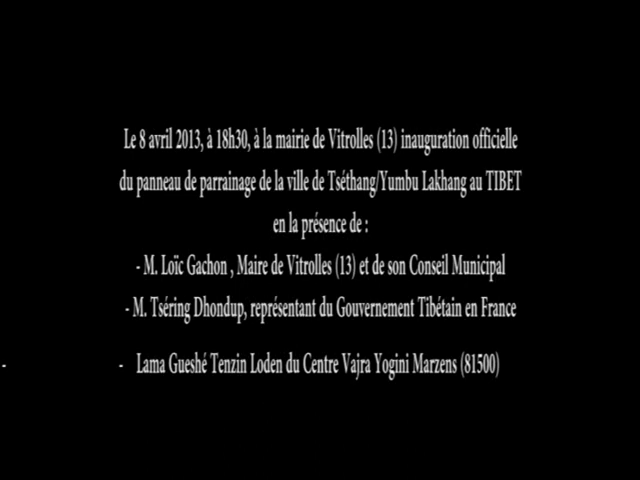 Le 8 avril 2013, à 18h30, à la mairie de Vitrolles (13) inauguration officielle
du panneau de parrainage de la ville de Tséthang/Yumbu Lakhang au TIBET
en la présence de :
- M. Loïc Gachon , Maire de Vitrolles (13) et de son Conseil Municipal
- M. Tséring Dhondup, représentant du Gouvernement Tibétain en France
- - Lama Gueshé Tenzin Loden du Centre Vajra Yogini Marzens (81500)